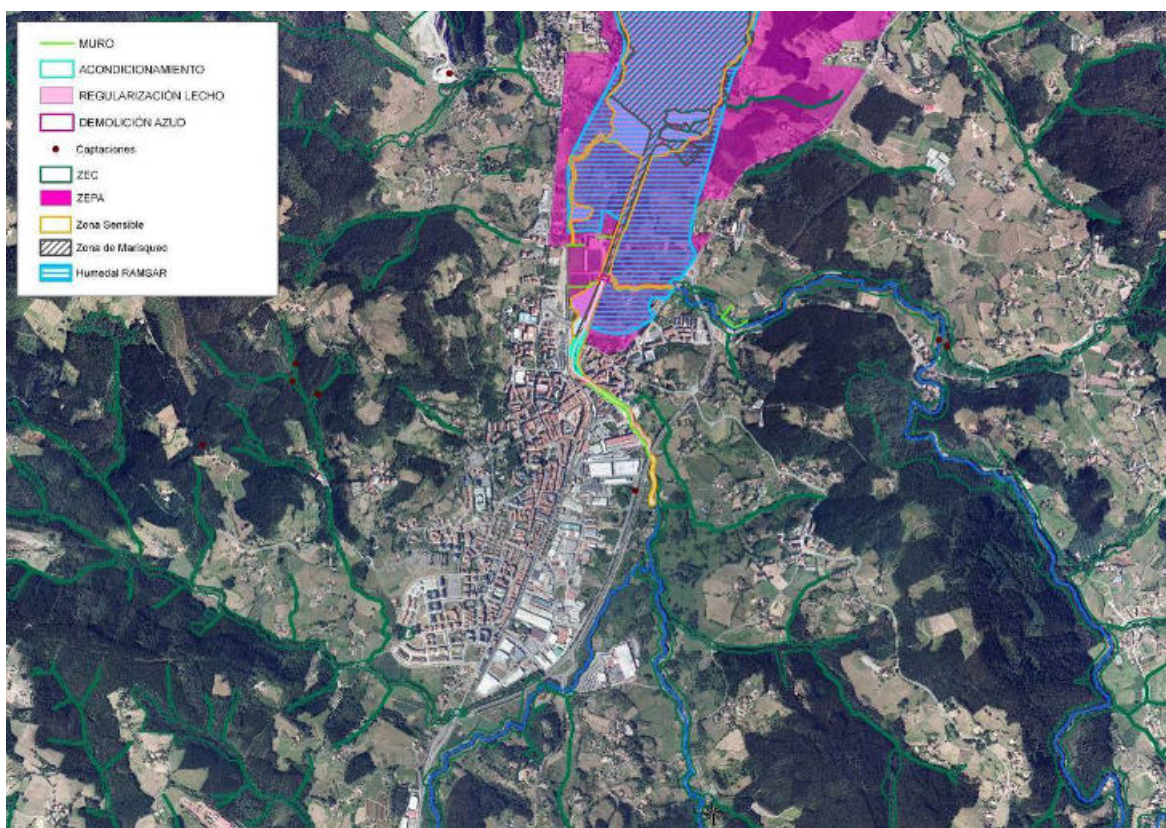 MURO
ACONDICIONAMIENTO
REGULARIZACIÓN LECHO
DEMOLICIÓN AZUD
Captaciones
ZEC
ZEPA
Zona Sensible
Zona de Marisqueo
Humedal RAMSAR